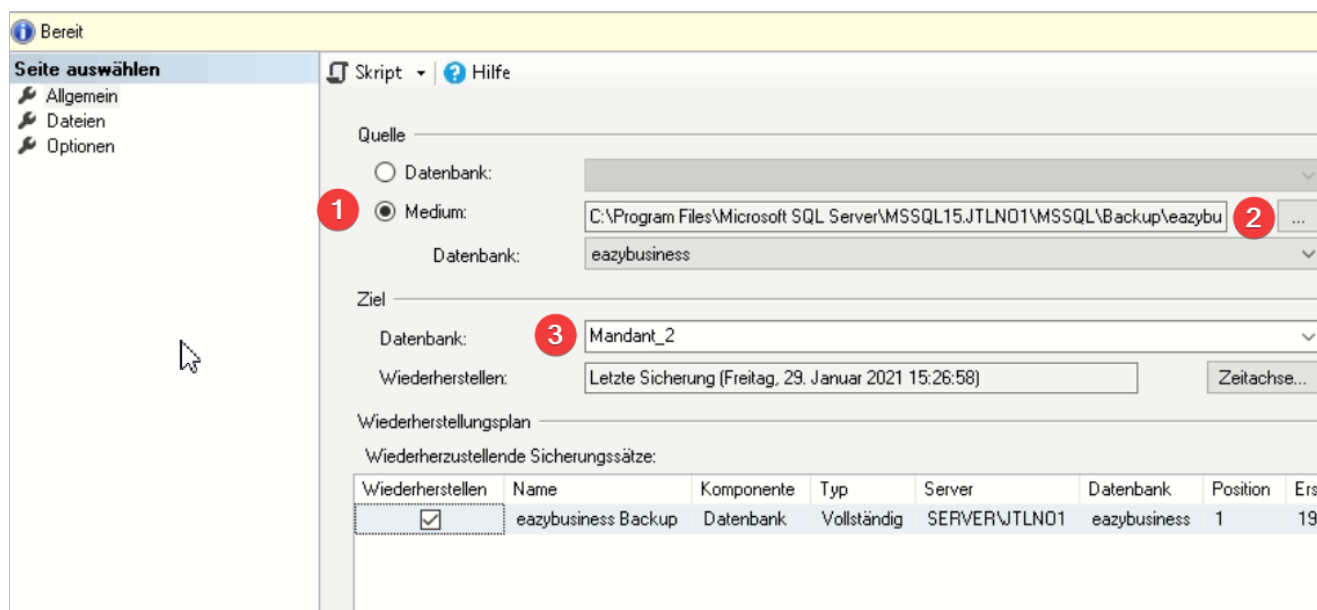 Bereit
Seite auswählen
Allgemein
Dateien
Optionen
Skript
Hilfe
Quelle
Datenbank:
1 Medium: C:\Program Files\Microsoft SQL Server\MSSQL15.JTLN01\MSSQL\Backup\eazybu 2 ...
Datenbank: eazybusiness
Ziel
Datenbank: 3 Mandant_2
Wiederherstellen: Letzte Sicherung (Freitag, 29. Januar 2021 15:26:58) Zeitachse...
Wiederherstellungsplan
Wiederherzustellende Sicherungssätze:
Wiederherstellen Name Komponente Typ Server Datenbank Position Ers
eazybusiness Backup Datenbank Vollständig SERVER\JTLN01 eazybusiness 1 19